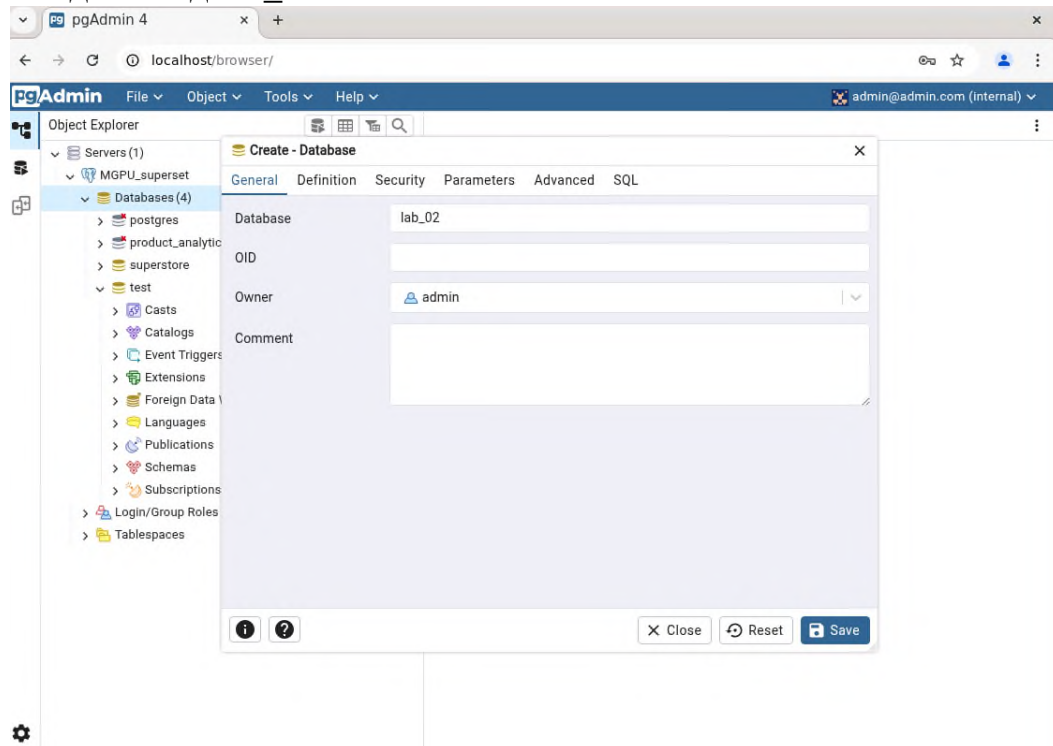 pgAdmin 4
localhost/browser/
pgAdmin File Object Tools Help admin@admin.com (internal)
Object Explorer
Servers (1)
MGPU_superset
Databases (4)
postgres
product_analytic
superstore
test
Casts
Catalogs
Event Triggers
Extensions
Foreign Data
Languages
Publications
Schemas
Subscriptions
Login/Group Roles
Tablespaces
Create - Database
General Definition Security Parameters Advanced SQL
Database lab_02
OID
Owner admin
Comment
Close Reset Save